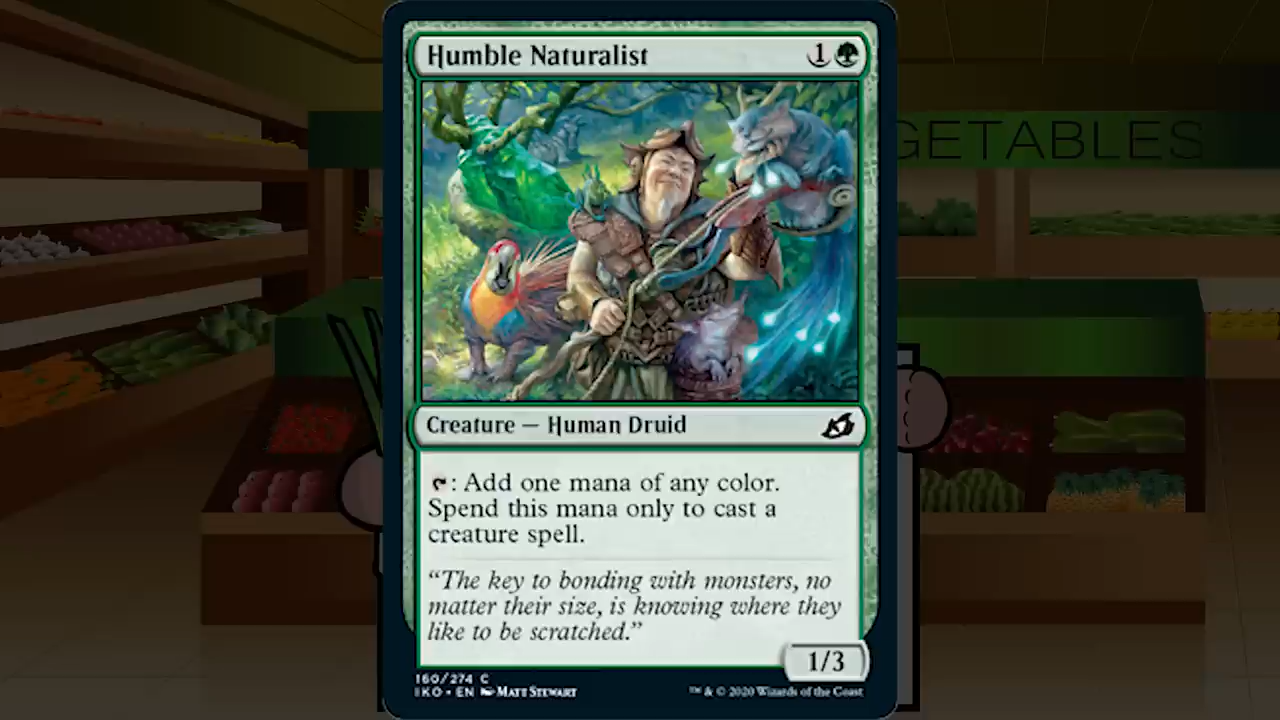 Humble Naturalist 1
GETABLES
Creature — Human Druid
: Add one mana of any color.
Spend this mana only to cast a
creature spell.
“The key to bonding with monsters, no
matter their size, is knowing where they
like to be scratched.”
1/3
160/274 C
IKO • EN Matt Stewart
™ & © 2020 Wizards of the Coast